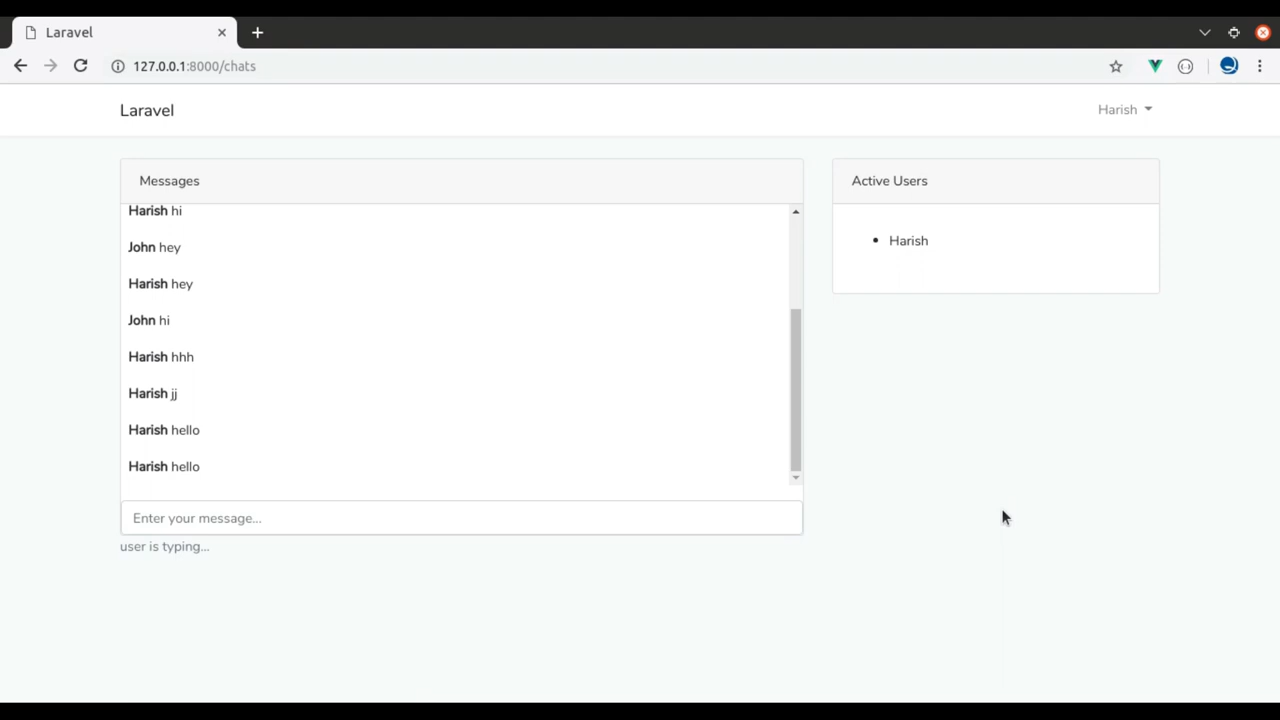 Laravel
127.0.0.1:8000/chats
Laravel
Harish
Messages
Harish hi
John hey
Harish hey
John hi
Harish hhh
Harish jj
Harish hello
Harish hello
Enter your message...
user is typing...
Active Users
Harish